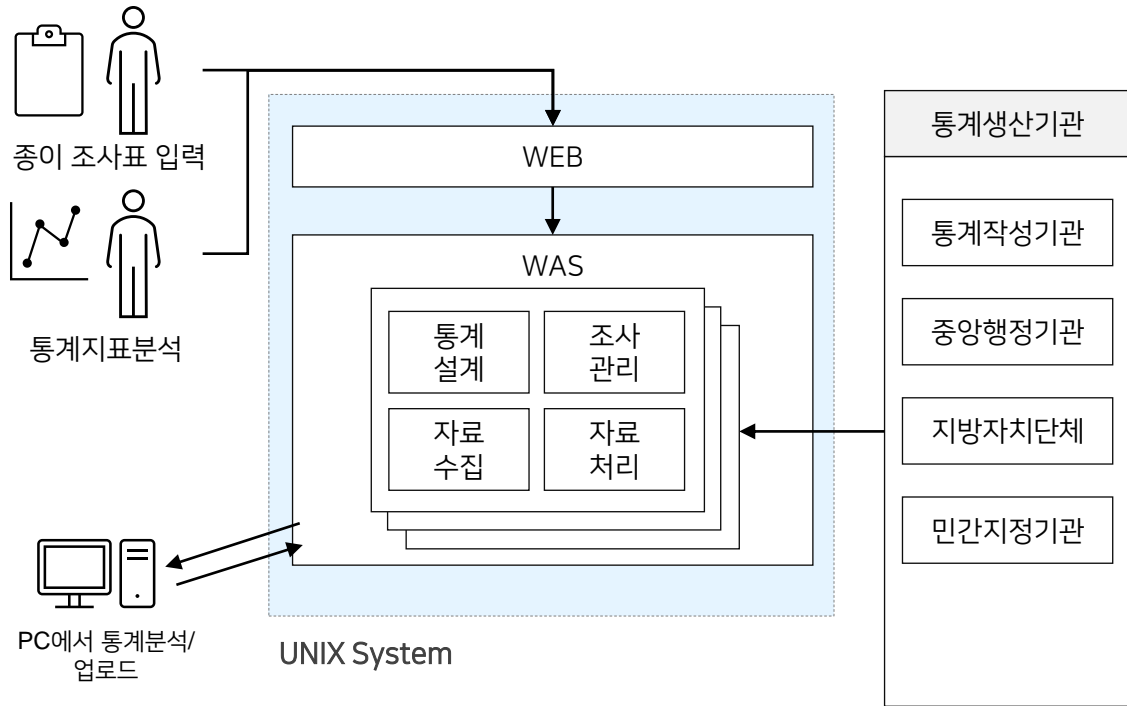 종이 조사표 입력
통계지표분석
PC에서 통계분석/
업로드
WEB
WAS
통계
설계
조사
관리
자료
수집
자료
처리
UNIX System
통계생산기관
통계작성기관
중앙행정기관
지방자치단체
민간지정기관